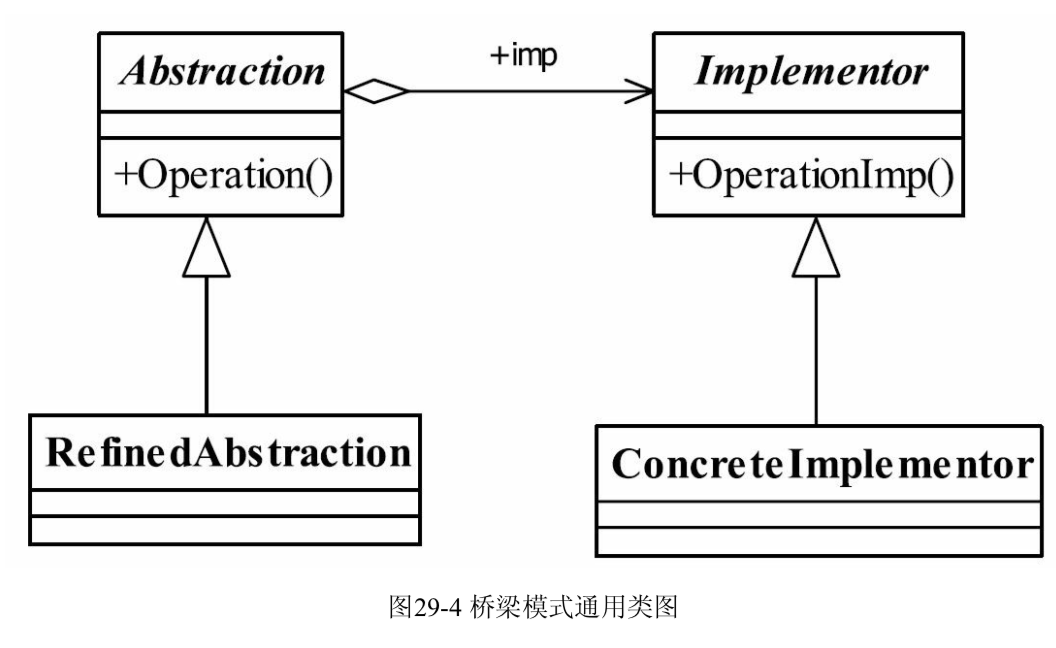 +imp
Abstraction
Implementor
+Operation()
+OperationImp()
RefinedAbstraction
ConcreteImplementor
图29-4 桥梁模式通用类图